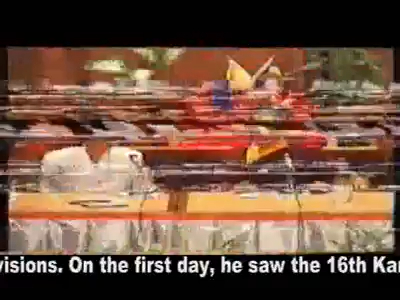 visions. On the first day, he saw the 16th Kar